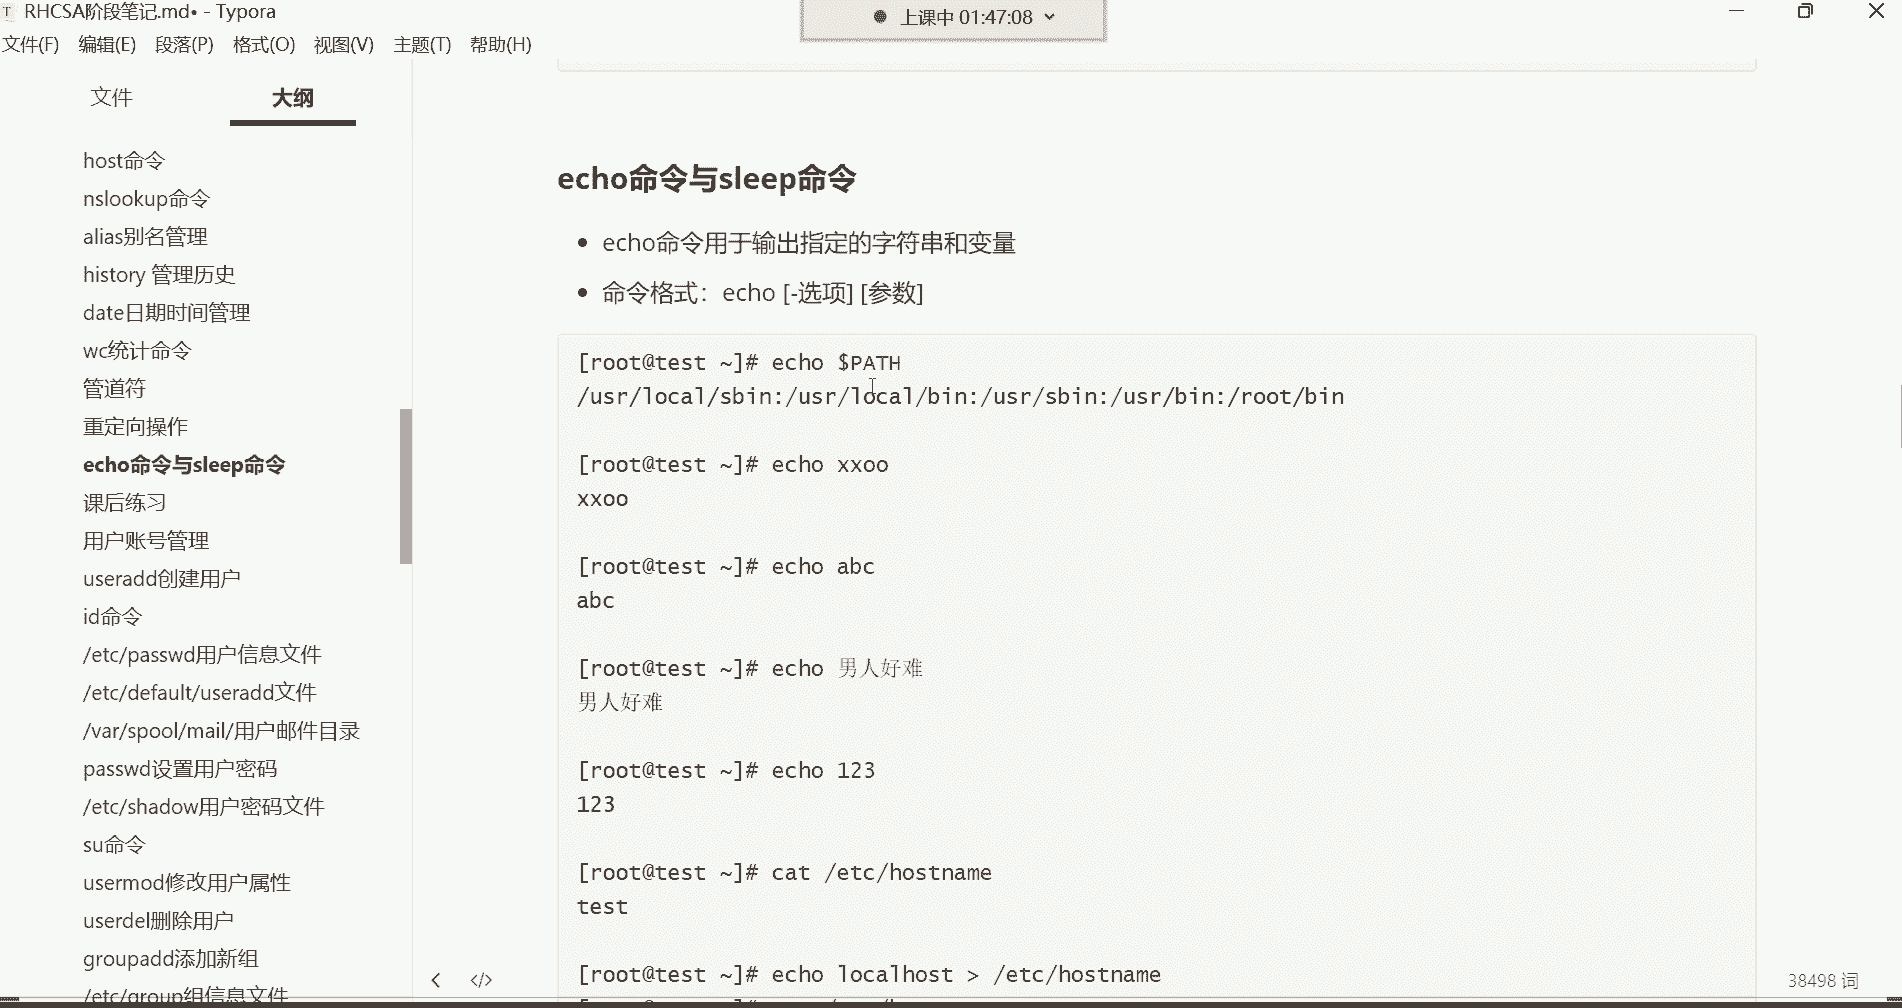 RHCSA阶段笔记.md• - Typora
上课中 01:47:08
文件(F) 编辑(E) 段落(P) 格式(O) 视图(V) 主题(T) 帮助(H)
文件 大纲
host命令
nslookup命令
alias别名管理
history 管理历史
date日期时间管理
wc统计命令
管道符
重定向操作
echo命令与sleep命令
课后练习
用户账号管理
useradd创建用户
id命令
/etc/passwd用户信息文件
/etc/default/useradd文件
/var/spool/mail/用户邮件目录
passwd设置用户密码
/etc/shadow用户密码文件
su命令
usermod修改用户属性
userdel删除用户
groupadd添加新组
/etc/group组信息文件
echo命令与sleep命令
echo命令用于输出指定的字符串和变量
命令格式：echo [-选项] [参数]
[root@test ~]# echo $PATH
/usr/local/sbin:/usr/local/bin:/usr/sbin:/usr/bin:/root/bin
[root@test ~]# echo xxoo
xxoo
[root@test ~]# echo abc
abc
[root@test ~]# echo 男人好难
男人好难
[root@test ~]# echo 123
123
[root@test ~]# cat /etc/hostname
test
[root@test ~]# echo localhost > /etc/hostname
38498 词